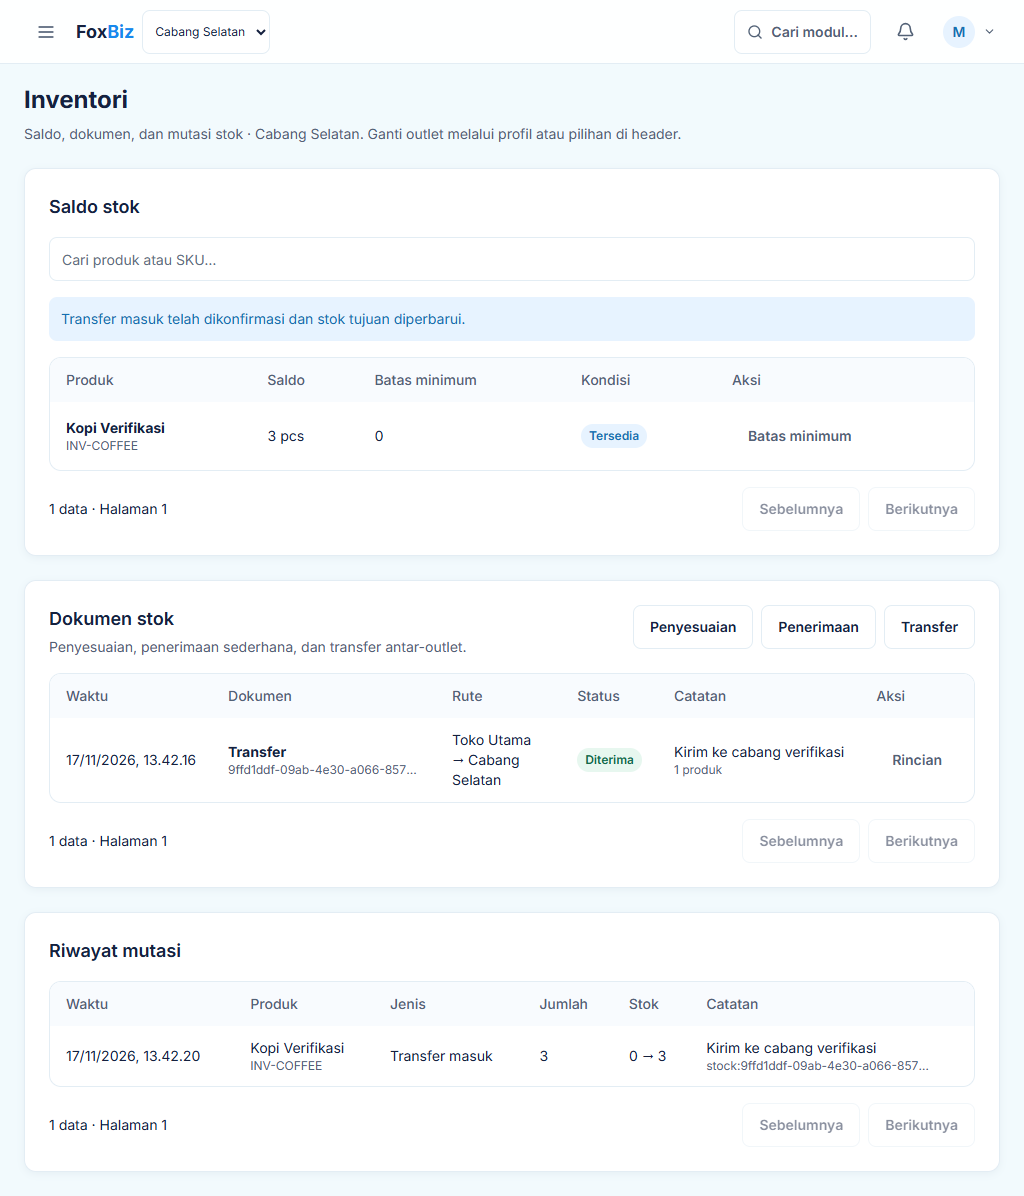 FoxBiz
Cabang Selatan
Cari modul...
M
Inventori
Saldo, dokumen, dan mutasi stok · Cabang Selatan. Ganti outlet melalui profil atau pilihan di header.
Saldo stok
Cari produk atau SKU...
Transfer masuk telah dikonfirmasi dan stok tujuan diperbarui.
Produk Saldo Batas minimum Kondisi Aksi
Kopi Verifikasi
INV-COFFEE
3 pcs 0 Tersedia Batas minimum
1 data · Halaman 1
Sebelumnya Berikutnya
Dokumen stok
Penyesuaian, penerimaan sederhana, dan transfer antar-outlet.
Penyesuaian Penerimaan Transfer
Waktu Dokumen Rute Status Catatan Aksi
17/11/2026, 13.42.16
Transfer
9ffd1ddf-09ab-4e30-a066-857...
Toko Utama
→ Cabang
Selatan
Diterima
Kirim ke cabang verifikasi
1 produk
Rincian
1 data · Halaman 1
Sebelumnya Berikutnya
Riwayat mutasi
Waktu Produk Jenis Jumlah Stok Catatan
17/11/2026, 13.42.20
Kopi Verifikasi
INV-COFFEE
Transfer masuk 3 0 → 3
Kirim ke cabang verifikasi
stock:9ffd1ddf-09ab-4e30-a066-857...
1 data · Halaman 1
Sebelumnya Berikutnya